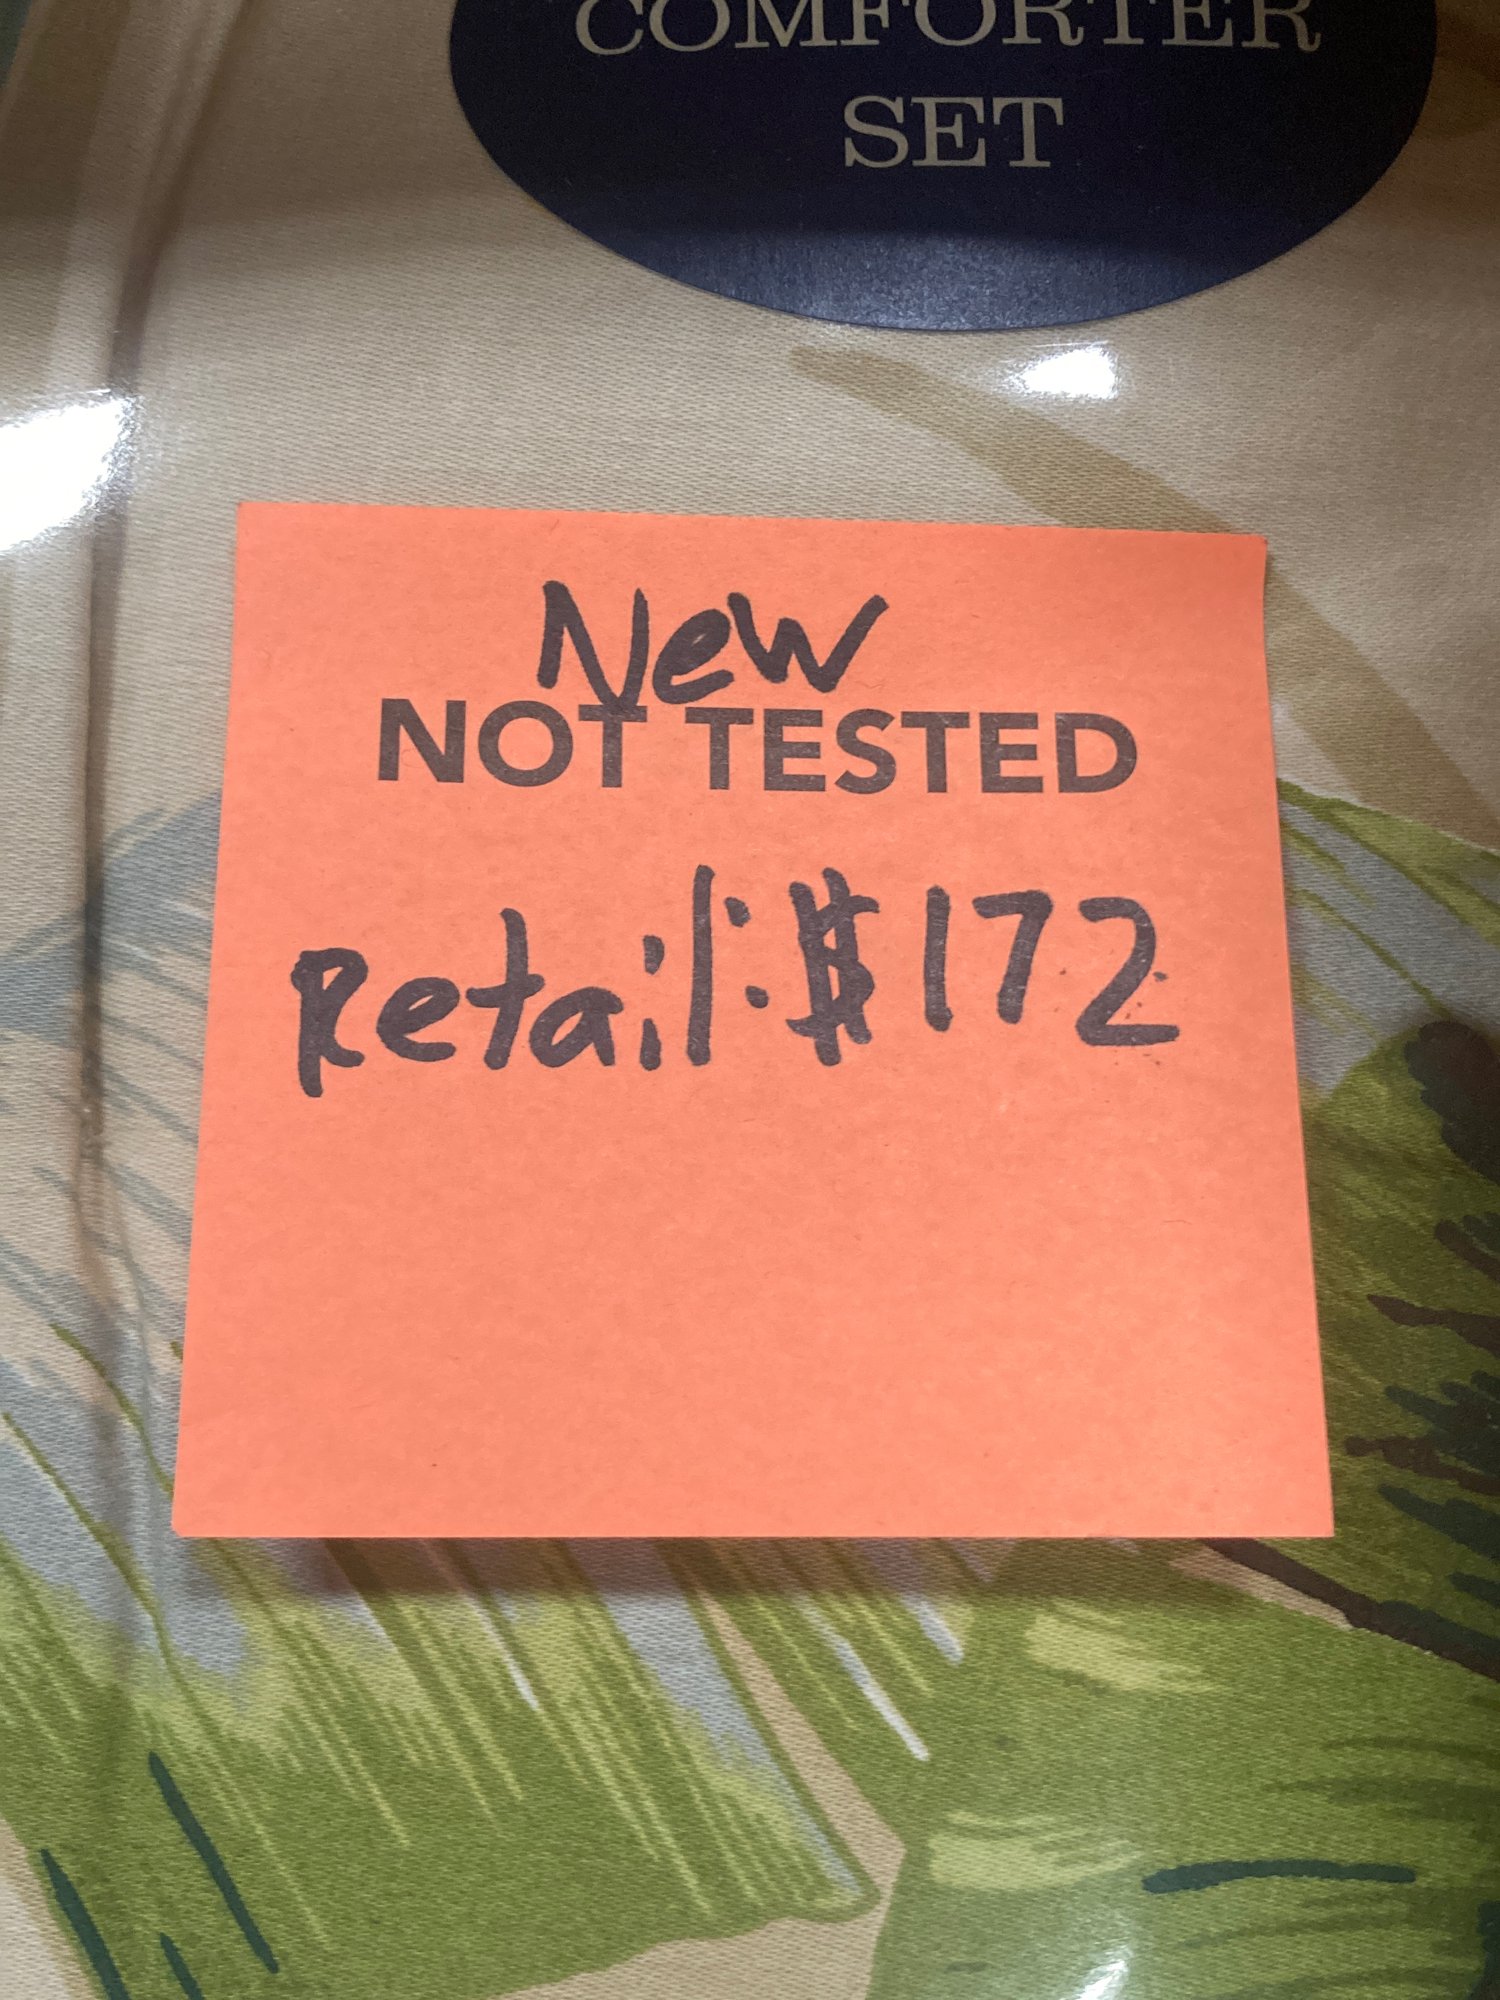 COMFORTER
SET
New
NOT TESTED
Retail: $172